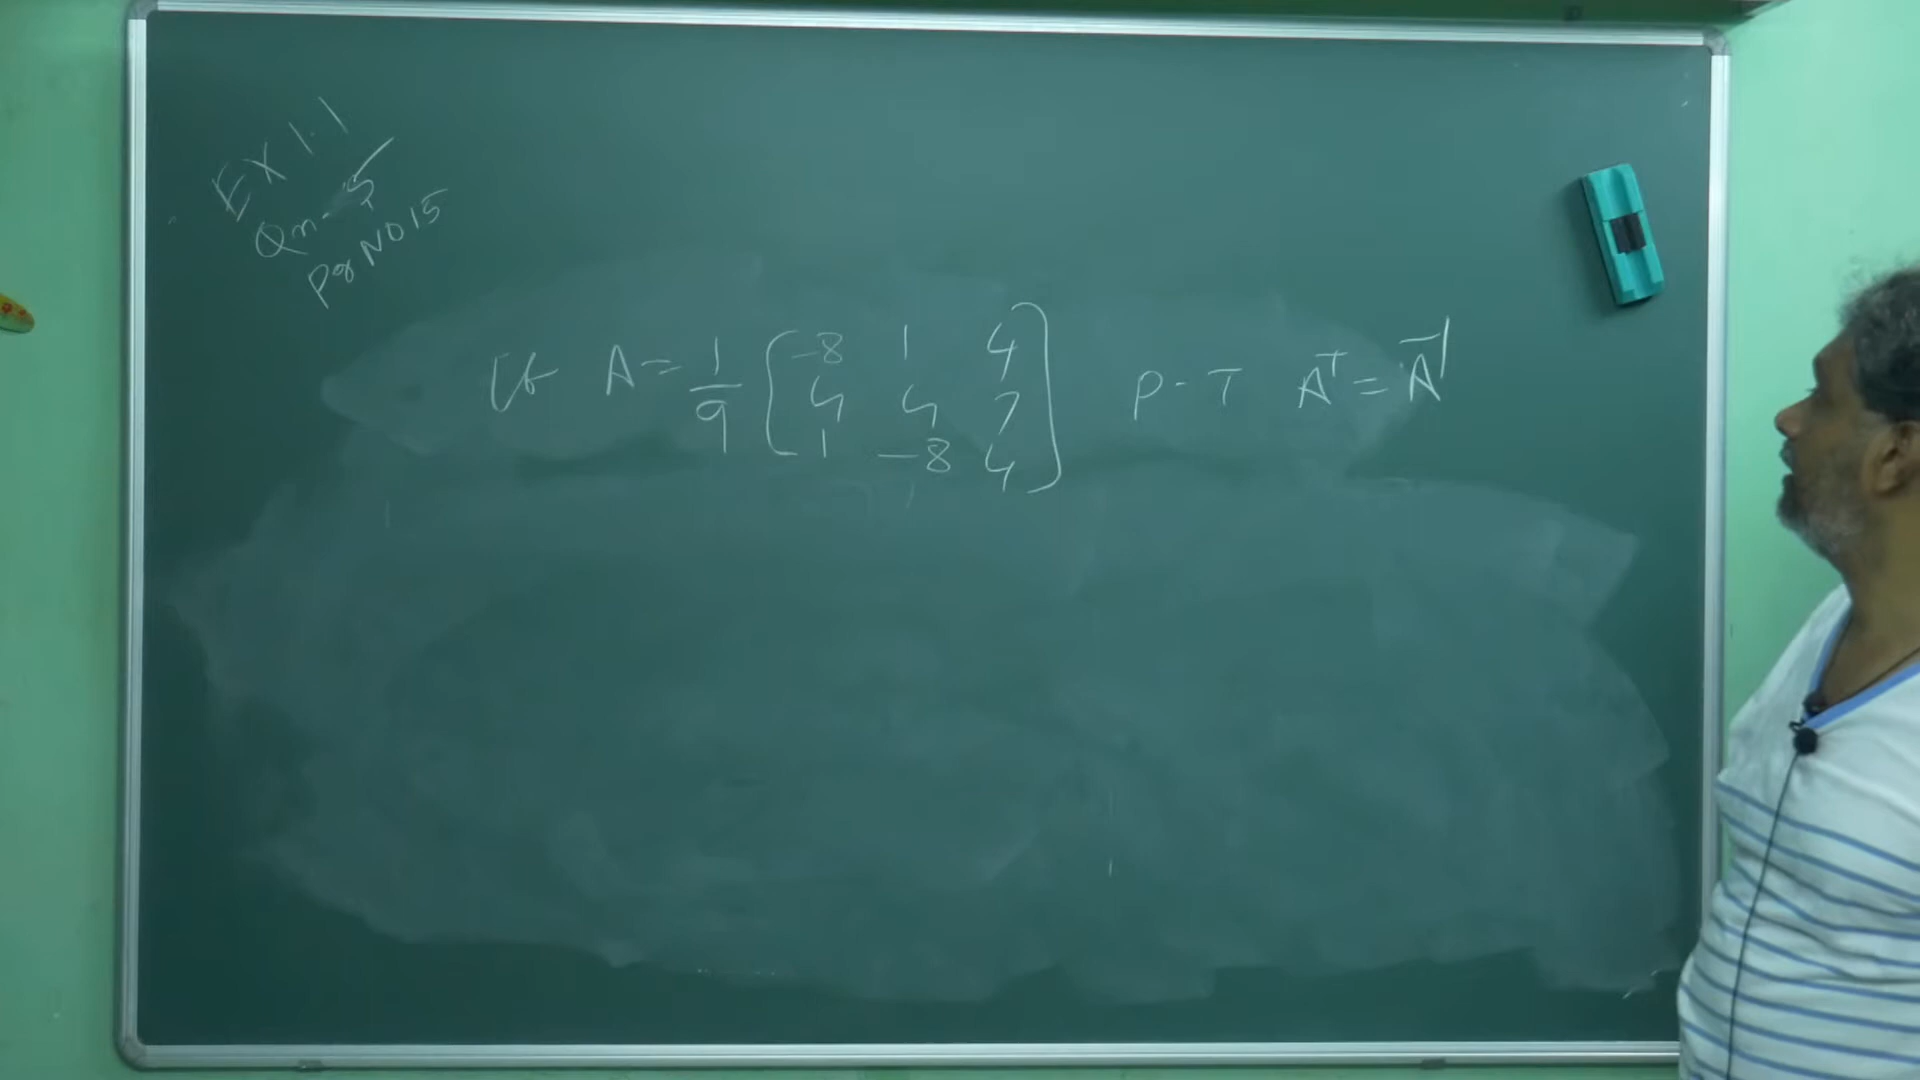 EX 1.1
Qn-5
Pg NO 15
If A = 1/9 [ -8 1 4
4 4 7
1 -8 4 ] P-T Aᵀ = A⁻¹